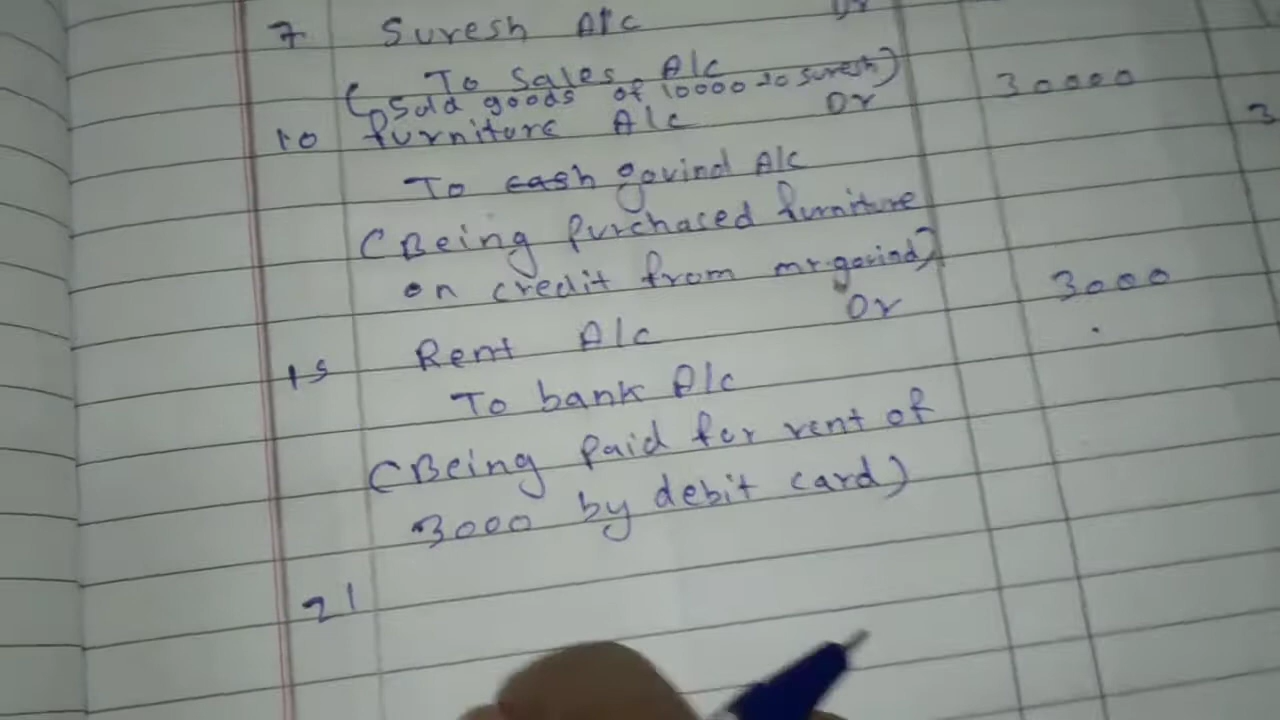 7 Suresh A/c Dr
To Sales A/c
(Sold goods of 10000 to Suresh)
10 furniture A/c Dr 30000
To cash govind A/c 3
(Being purchased furniture
on credit from mr.govind)
15 Rent A/c Dr 3000
To bank A/c
(Being paid for rent of
3000 by debit card)
21